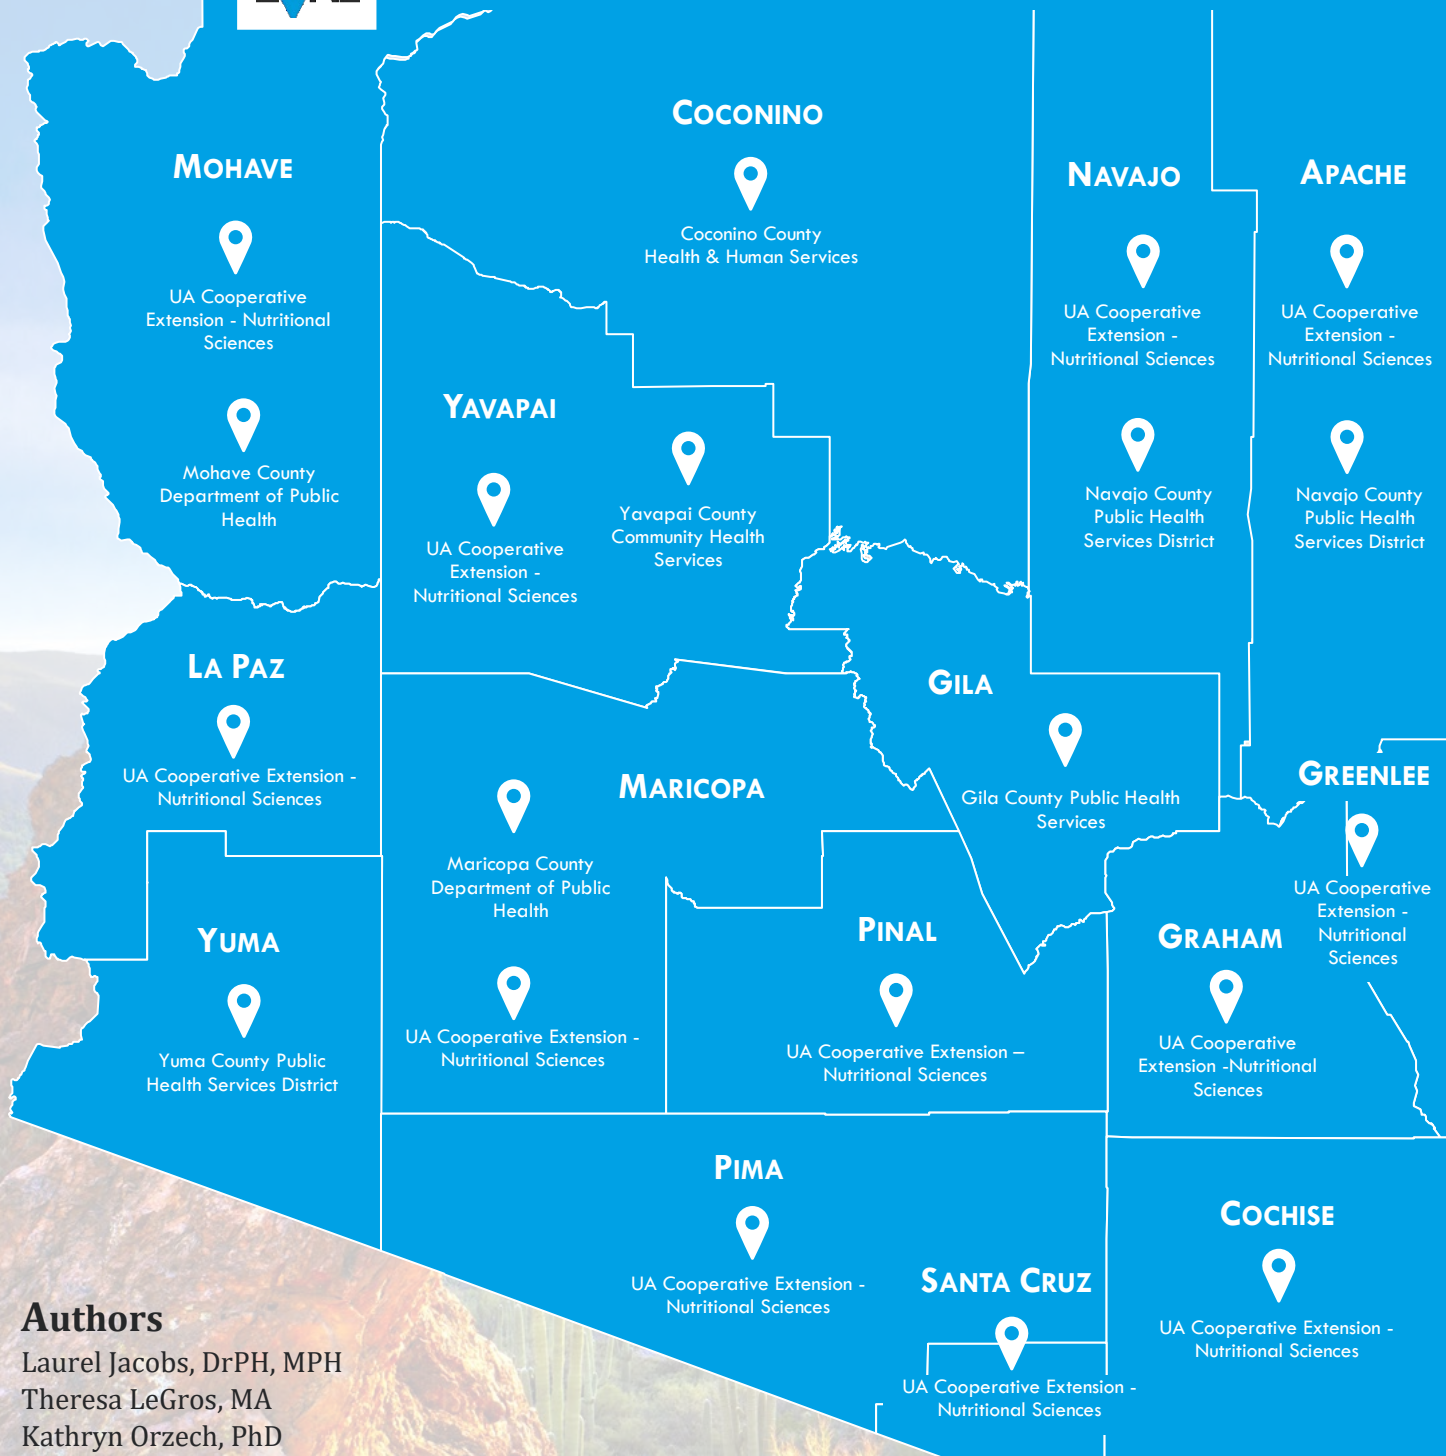 COCONINO
Coconino County
Health & Human Services
MOHAVE
UA Cooperative
Extension - Nutritional
Sciences
Mohave County
Department of Public
Health
NAVAJO
UA Cooperative
Extension -
Nutritional Sciences
Navajo County
Public Health
Services District
APACHE
UA Cooperative
Extension -
Nutritional Sciences
Navajo County
Public Health
Services District
YAVAPAI
UA Cooperative
Extension -
Nutritional Sciences
Yavapai County
Community Health
Services
LA PAZ
UA Cooperative Extension -
Nutritional Sciences
GILA
Gila County Public Health
Services
MARICOPA
Maricopa County
Department of Public
Health
UA Cooperative Extension -
Nutritional Sciences
GREENLEE
UA Cooperative
Extension -
Nutritional
Sciences
YUMA
Yuma County Public
Health Services District
PINAL
UA Cooperative Extension –
Nutritional Sciences
GRAHAM
UA Cooperative
Extension -Nutritional
Sciences
PIMA
UA Cooperative Extension -
Nutritional Sciences
SANTA CRUZ
UA Cooperative Extension -
Nutritional Sciences
COCHISE
UA Cooperative Extension -
Nutritional Sciences
Authors
Laurel Jacobs, DrPH, MPH
Theresa LeGros, MA
Kathryn Orzech, PhD